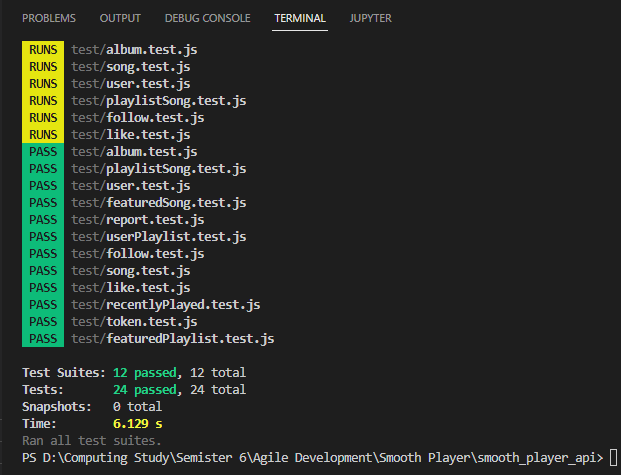 PROBLEMS OUTPUT DEBUG CONSOLE TERMINAL JUPYTER
RUNS test/album.test.js
RUNS test/song.test.js
RUNS test/user.test.js
RUNS test/playlistSong.test.js
RUNS test/follow.test.js
RUNS test/like.test.js
PASS test/album.test.js
PASS test/playlistSong.test.js
PASS test/user.test.js
PASS test/featuredSong.test.js
PASS test/report.test.js
PASS test/userPlaylist.test.js
PASS test/follow.test.js
PASS test/song.test.js
PASS test/like.test.js
PASS test/recentlyPlayed.test.js
PASS test/token.test.js
PASS test/featuredPlaylist.test.js
Test Suites: 12 passed, 12 total
Tests: 24 passed, 24 total
Snapshots: 0 total
Time: 6.129 s
Ran all test suites.
PS D:\Computing Study\Semister 6\Agile Development\Smooth Player\smooth_player_api>